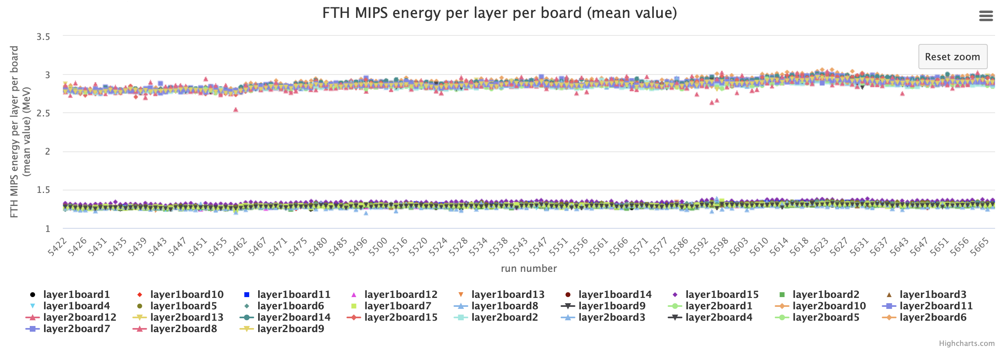 FTH MIPS energy per layer per board (mean value)
FTH MIPS energy per layer per board
(mean value) (MeV)
3.5
3
2.5
2
1.5
1
Reset zoom
5422 5426 5431 5435 5439 5443 5447 5451 5455 5462 5467 5471 5475 5480 5485 5496 5500 5516 5520 5524 5528 5534 5538 5543 5547 5551 5556 5561 5566 5571 5577 5586 5592 5598 5603 5610 5614 5618 5623 5627 5631 5637 5643 5647 5651 5656 5665
run number
layer1board1 layer1board10 layer1board11 layer1board12 layer1board13 layer1board14 layer1board15 layer1board2 layer1board3
layer1board4 layer1board5 layer1board6 layer1board7 layer1board8 layer1board9 layer2board1 layer2board10 layer2board11
layer2board12 layer2board13 layer2board14 layer2board15 layer2board2 layer2board3 layer2board4 layer2board5 layer2board6
layer2board7 layer2board8 layer2board9
Highcharts.com